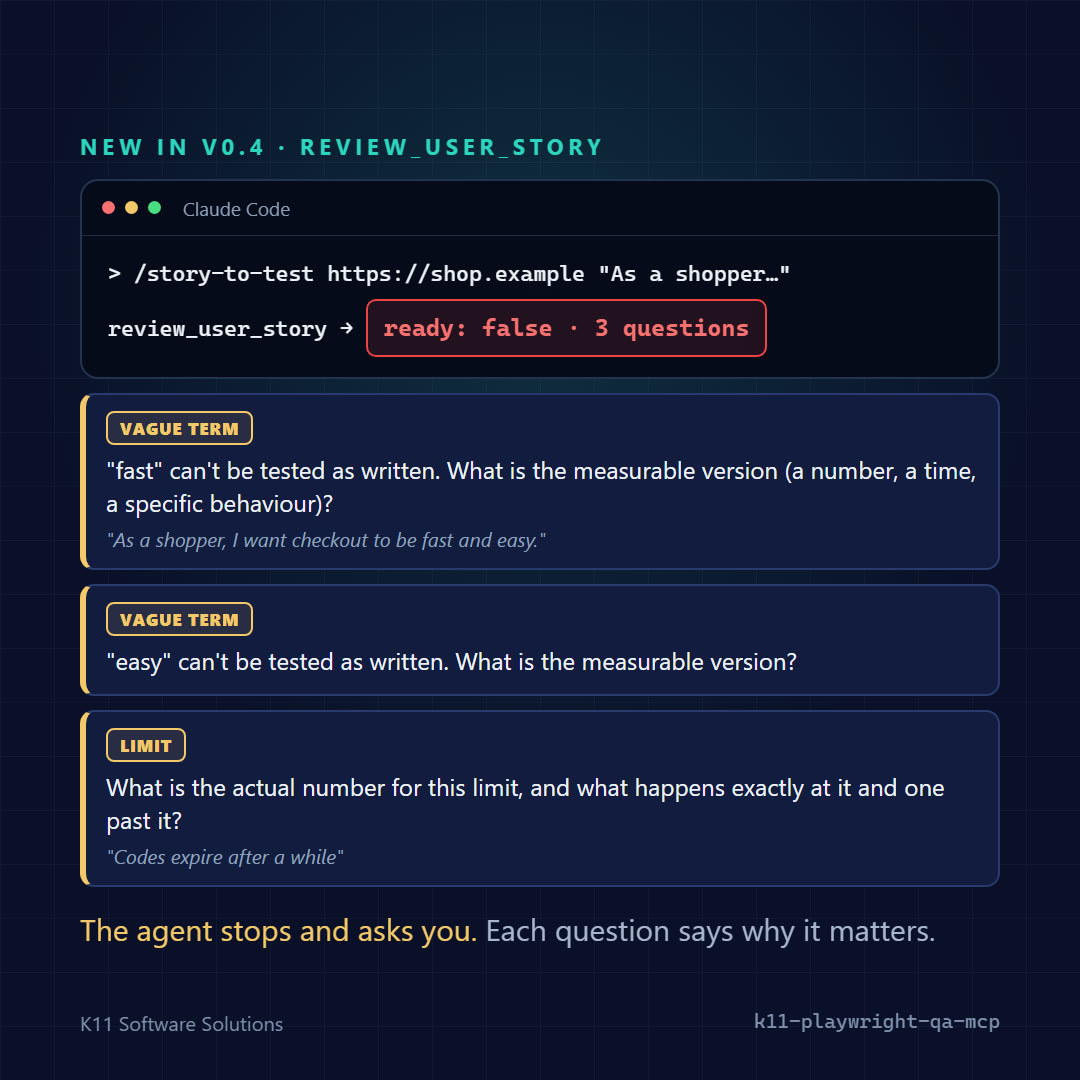 NEW IN V0.4 · REVIEW_USER_STORY
Claude Code
> /story-to-test https://shop.example "As a shopper…"
review_user_story → ready: false · 3 questions
VAGUE TERM
"fast" can't be tested as written. What is the measurable version (a number, a time,
a specific behaviour)?
"As a shopper, I want checkout to be fast and easy."
VAGUE TERM
"easy" can't be tested as written. What is the measurable version?
LIMIT
What is the actual number for this limit, and what happens exactly at it and one
past it?
"Codes expire after a while"
The agent stops and asks you. Each question says why it matters.
K11 Software Solutions
k11-playwright-qa-mcp